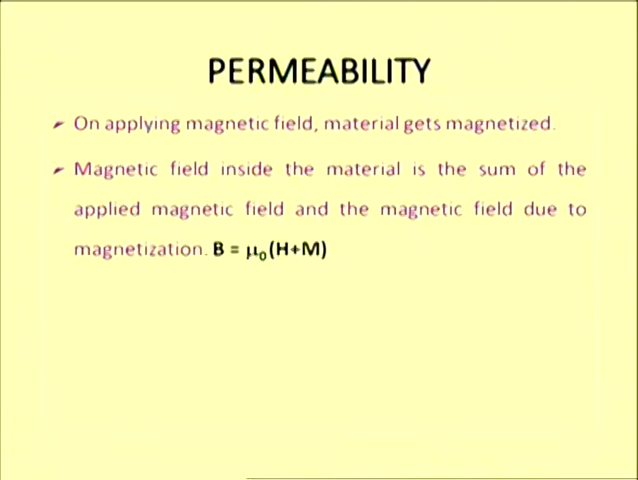 PERMEABILITY
➢ On applying magnetic field, material gets magnetized.
➢ Magnetic field inside the material is the sum of the
applied magnetic field and the magnetic field due to
magnetization. B = μ₀(H+M)